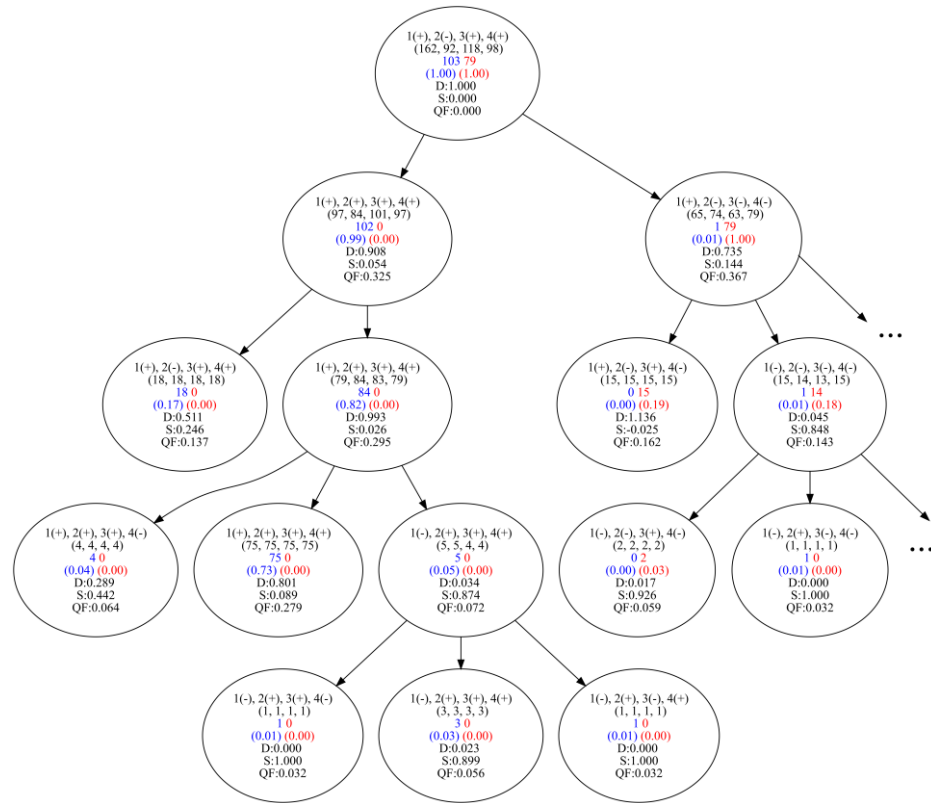 1(+), 2(-), 3(+), 4(+)
(162, 92, 118, 98)
103 79
(1.00) (1.00)
D:1.000
S:0.000
QF:0.000
1(+), 2(+), 3(+), 4(+)
(97, 84, 101, 97)
102 0
(0.99) (0.00)
D:0.908
S:0.054
QF:0.325
1(+), 2(-), 3(-), 4(-)
(65, 74, 63, 79)
1 79
(0.01) (1.00)
D:0.735
S:0.144
QF:0.367
...
1(+), 2(-), 3(+), 4(+)
(18, 18, 18, 18)
18 0
(0.17) (0.00)
D:0.511
S:0.246
QF:0.137
1(+), 2(+), 3(+), 4(+)
(79, 84, 83, 79)
84 0
(0.82) (0.00)
D:0.993
S:0.026
QF:0.295
1(+), 2(-), 3(+), 4(-)
(15, 15, 15, 15)
0 15
(0.00) (0.19)
D:1.136
S:-0.025
QF:0.162
1(-), 2(-), 3(-), 4(-)
(15, 14, 13, 15)
1 14
(0.01) (0.18)
D:0.045
S:0.848
QF:0.143
...
1(+), 2(+), 3(+), 4(-)
(4, 4, 4, 4)
4 0
(0.04) (0.00)
D:0.289
S:0.442
QF:0.064
1(+), 2(+), 3(+), 4(+)
(75, 75, 75, 75)
75 0
(0.73) (0.00)
D:0.801
S:0.089
QF:0.279
1(-), 2(+), 3(+), 4(+)
(5, 5, 4, 4)
5 0
(0.05) (0.00)
D:0.034
S:0.874
QF:0.072
1(-), 2(-), 3(+), 4(-)
(2, 2, 2, 2)
0 2
(0.00) (0.03)
D:0.017
S:0.926
QF:0.059
1(-), 2(+), 3(-), 4(-)
(1, 1, 1, 1)
1 0
(0.01) (0.00)
D:0.000
S:1.000
QF:0.032
1(-), 2(+), 3(+), 4(-)
(1, 1, 1, 1)
1 0
(0.01) (0.00)
D:0.000
S:1.000
QF:0.032
1(-), 2(+), 3(+), 4(+)
(3, 3, 3, 3)
3 0
(0.03) (0.00)
D:0.023
S:0.899
QF:0.056
1(-), 2(+), 3(-), 4(+)
(1, 1, 1, 1)
1 0
(0.01) (0.00)
D:0.000
S:1.000
QF:0.032